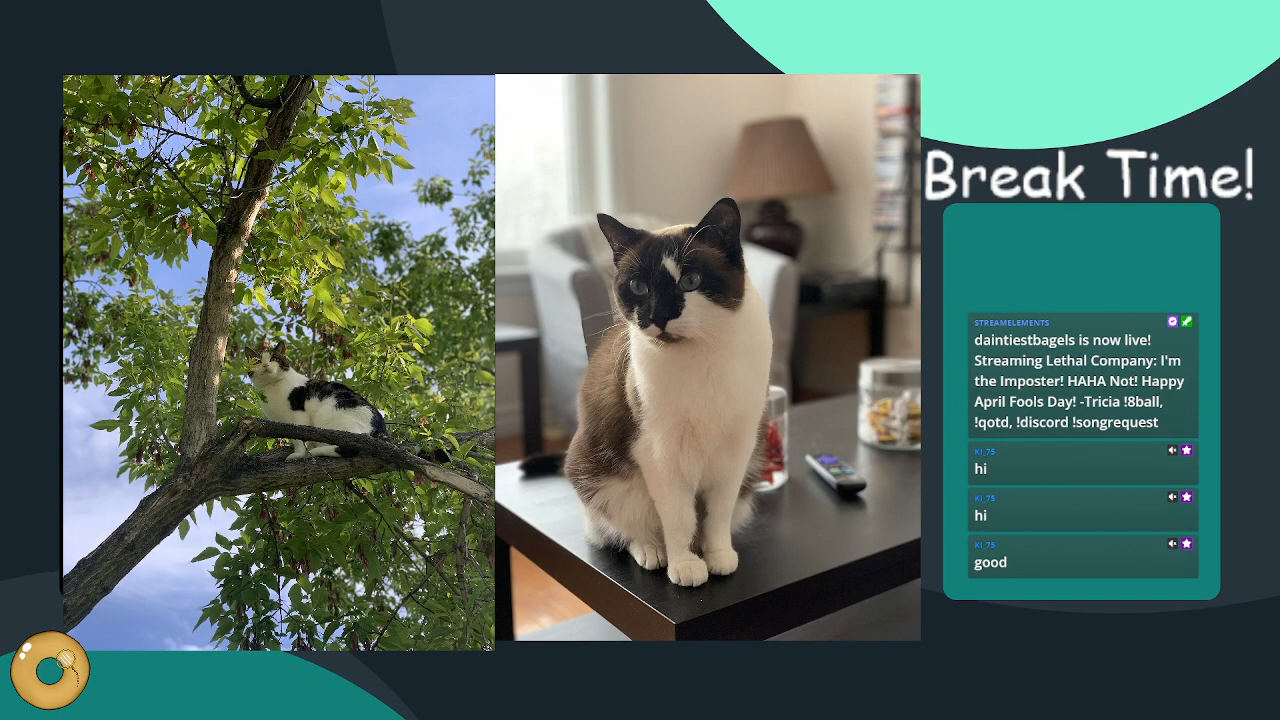 Break Time!
STREAMELEMENTS
daintiestbagels is now live!
Streaming Lethal Company: I'm
the Imposter! HAHA Not! Happy
April Fools Day! -Tricia !8ball,
!qotd, !discord !songrequest
KI_75
hi
KI_75
hi
KI_75
good